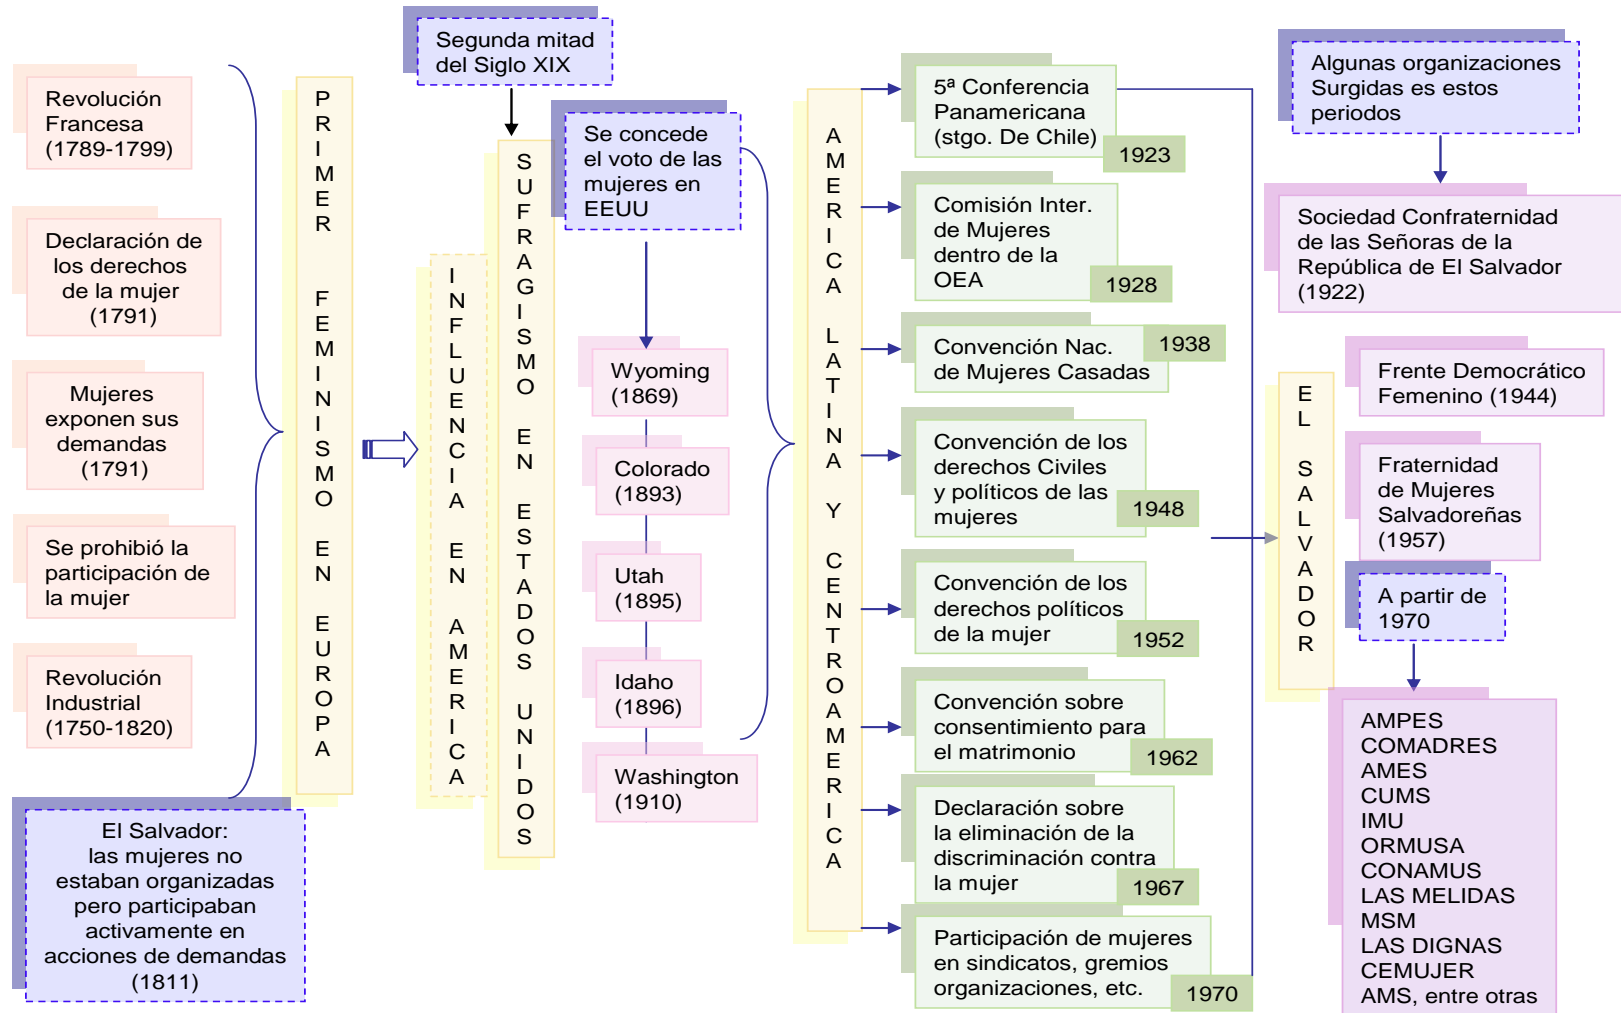 Revolución
Francesa
(1789-1799)
Declaración de
los derechos
de la mujer
(1791)
Mujeres
exponen sus
demandas
(1791)
Se prohibió la
participación de
la mujer
Revolución
Industrial
(1750-1820)
El Salvador:
las mujeres no
estaban organizadas
pero participaban
activamente en
acciones de demandas
(1811)
PRIMER FEMINISMO EN EUROPA
INFLUENCIA EN AMERICA
Segunda mitad
del Siglo XIX
SUFRAGISMO EN ESTADOS UNIDOS
Se concede
el voto de las
mujeres en
EEUU
Wyoming
(1869)
Colorado
(1893)
Utah
(1895)
Idaho
(1896)
Washington
(1910)
AMERICA LATINA Y CENTROAMERICA
5ª Conferencia
Panamericana
(stgo. De Chile)
1923
Comisión Inter.
de Mujeres
dentro de la
OEA
1928
Convención Nac.
de Mujeres Casadas
1938
Convención de los
derechos Civiles
y políticos de las
mujeres
1948
Convención de los
derechos políticos
de la mujer
1952
Convención sobre
consentimiento para
el matrimonio
1962
Declaración sobre
la eliminación de la
discriminación contra
la mujer
1967
Participación de mujeres
en sindicatos, gremios
organizaciones, etc.
1970
EL SALVADOR
Algunas organizaciones
Surgidas es estos
periodos
Sociedad Confraternidad
de las Señoras de la
República de El Salvador
(1922)
Frente Democrático
Femenino (1944)
Fraternidad
de Mujeres
Salvadoreñas
(1957)
A partir de
1970
AMPES
COMADRES
AMES
CUMS
IMU
ORMUSA
CONAMUS
LAS MELIDAS
MSM
LAS DIGNAS
CEMUJER
AMS, entre otras